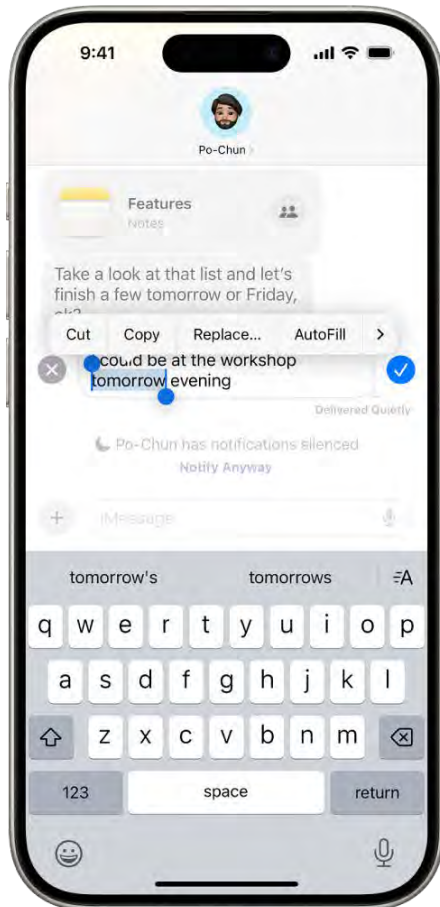 9:41
Po-Chun
Features
Notes
Take a look at that list and let's
finish a few tomorrow or Friday,
ok?
Cut Copy Replace... AutoFill
could be at the workshop
tomorrow evening
Delivered Quietly
Po-Chun has notifications silenced
Notify Anyway
iMessage
tomorrow's tomorrows A
q w e r t y u i o p
a s d f g h j k l
z x c v b n m
123 space return